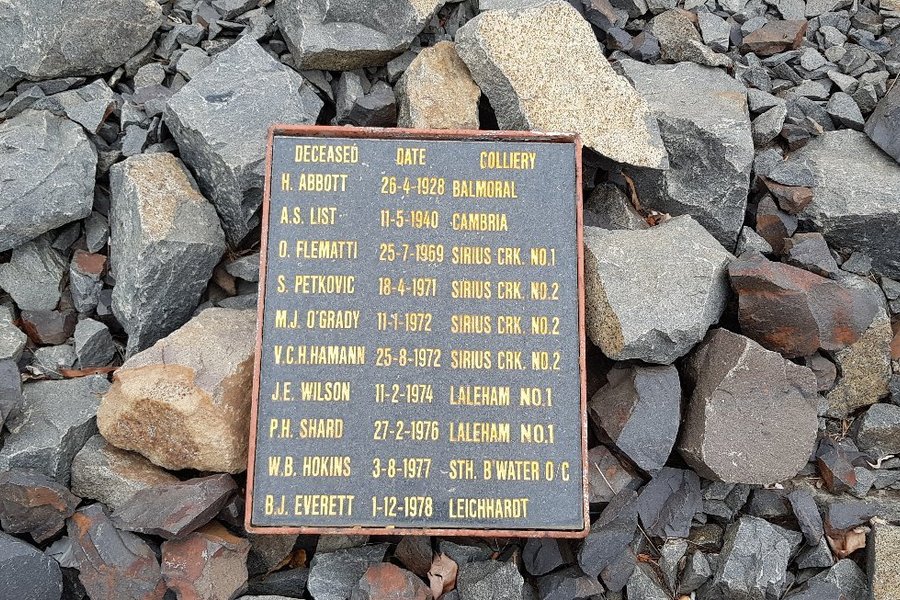 DECEASED DATE COLLIERY
H. ABBOTT 26-4-1928 BALMORAL
A.S. LIST 11-5-1940 CAMBRIA
O. FLEMATTI 25-7-1969 SIRIUS CRK. NO.1
S. PETKOVIC 18-4-1971 SIRIUS CRK. NO.2
M.J. O'GRADY 11-1-1972 SIRIUS CRK. NO.2
V.C.H. HAMANN 25-8-1972 SIRIUS CRK. NO.2
J.E. WILSON 11-2-1974 LALEHAM NO.1
P.H. SHARD 27-2-1976 LALEHAM NO.1
W.B. HOKINS 3-8-1977 STH. B'WATER O/C
B.J. EVERETT 1-12-1978 LEICHHARDT